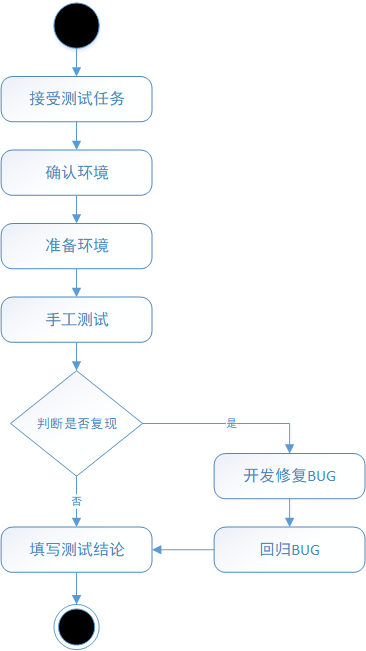 接受测试任务
确认环境
准备环境
手工测试
判断是否复现
是
开发修复BUG
否
填写测试结论
回归BUG